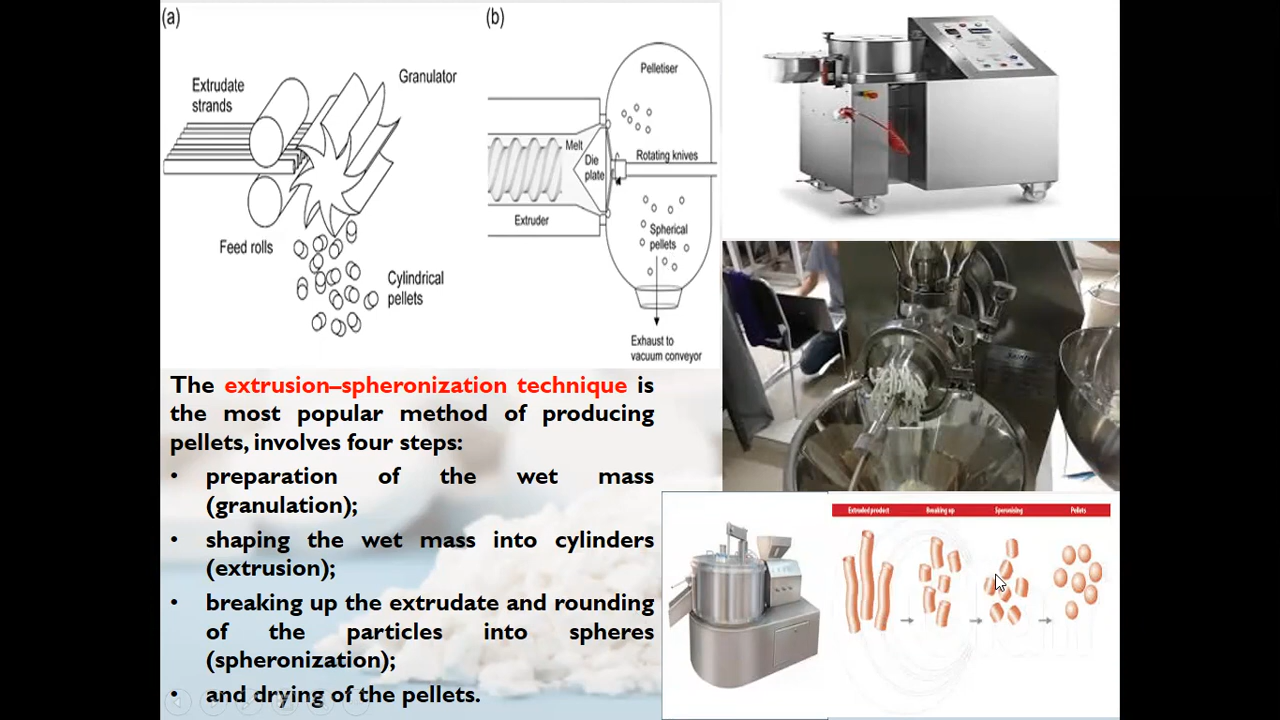 (a)
Extrudate
strands
Granulator
Feed rolls
Cylindrical
pellets
(b)
Pelletiser
Melt
Die
plate
Rotating knives
Extruder
Spherical
pellets
Exhaust to
vacuum conveyor
The extrusion–spheronization technique is
the most popular method of producing
pellets, involves four steps:
• preparation of the wet mass
(granulation);
• shaping the wet mass into cylinders
(extrusion);
• breaking up the extrudate and rounding
of the particles into spheres
(spheronization);
• and drying of the pellets.
Extruded product
Breaking up
Speronising
Pellets